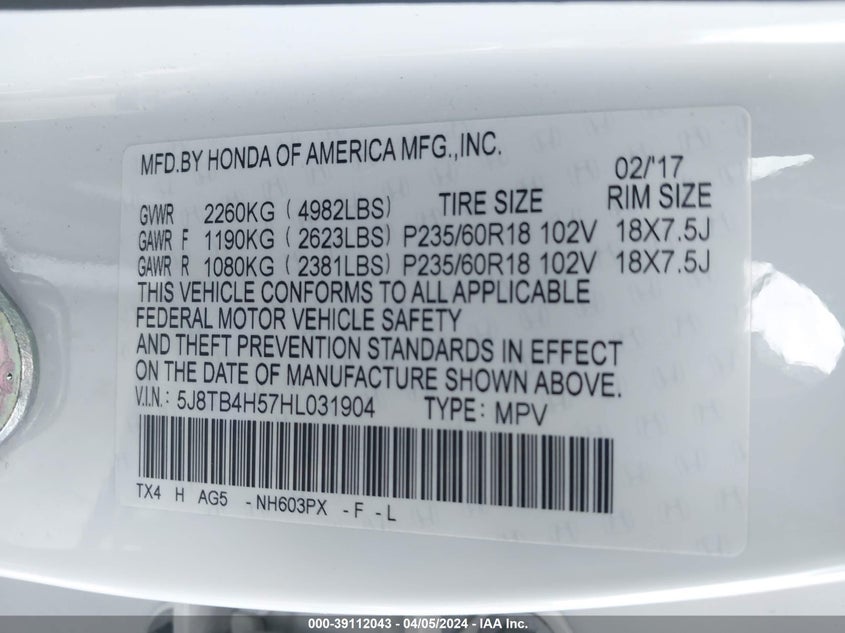 MFD.BY HONDA OF AMERICA MFG.,INC. 02/'17
GVWR 2260KG ( 4982LBS) TIRE SIZE RIM SIZE
GAWR F 1190KG ( 2623LBS) P235/60R18 102V 18X7.5J
GAWR R 1080KG ( 2381LBS) P235/60R18 102V 18X7.5J
THIS VEHICLE CONFORMS TO ALL APPLICABLE
FEDERAL MOTOR VEHICLE SAFETY
AND THEFT PREVENTION STANDARDS IN EFFECT
ON THE DATE OF MANUFACTURE SHOWN ABOVE.
V.I.N.: 5J8TB4H57HL031904 TYPE: MPV
TX4 H AG5 -NH603PX -F -L
000-39112043 - 04/05/2024 - IAA Inc.